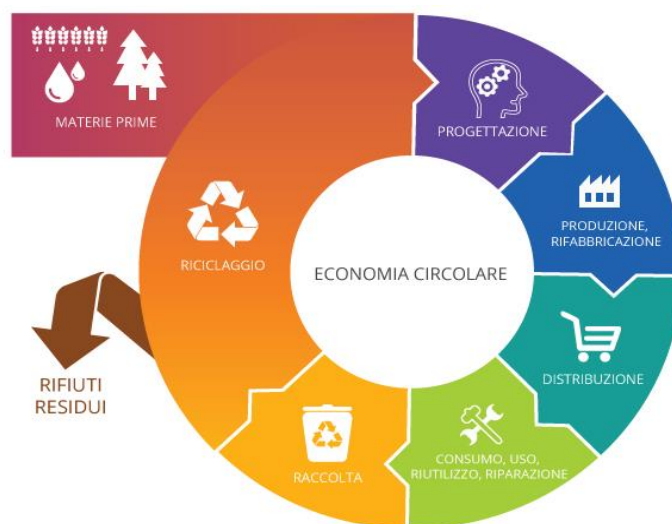 MATERIE PRIME
PROGETTAZIONE
PRODUZIONE,
RIFABBRICAZIONE
DISTRIBUZIONE
CONSUMO, USO,
RIUTILIZZO, RIPARAZIONE
RACCOLTA
RICICLAGGIO
RIFIUTI
RESIDUI
ECONOMIA CIRCOLARE